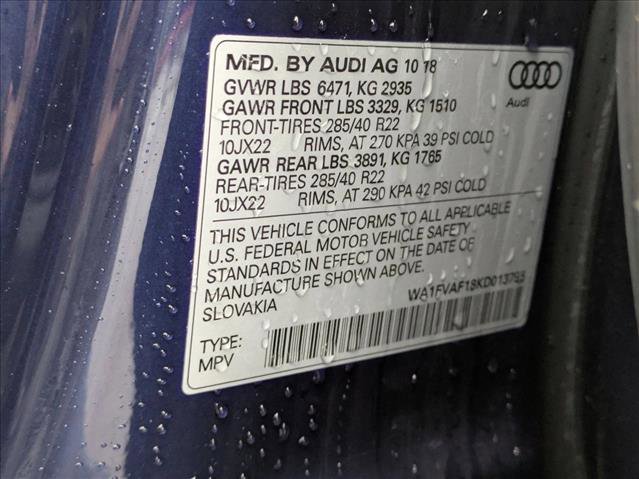 MFD. BY AUDI AG 10 18
GVWR LBS 6471, KG 2935
GAWR FRONT LBS 3329, KG 1510
FRONT-TIRES 285/40 R22
10JX22 RIMS, AT 270 KPA 39 PSI COLD
GAWR REAR LBS 3891, KG 1765
REAR-TIRES 285/40 R22
10JX22 RIMS, AT 290 KPA 42 PSI COLD
Audi
THIS VEHICLE CONFORMS TO ALL APPLICABLE
U.S. FEDERAL MOTOR VEHICLE SAFETY
STANDARDS IN EFFECT ON THE DATE OF
MANUFACTURE SHOWN ABOVE.
SLOVAKIA
TYPE:
MPV